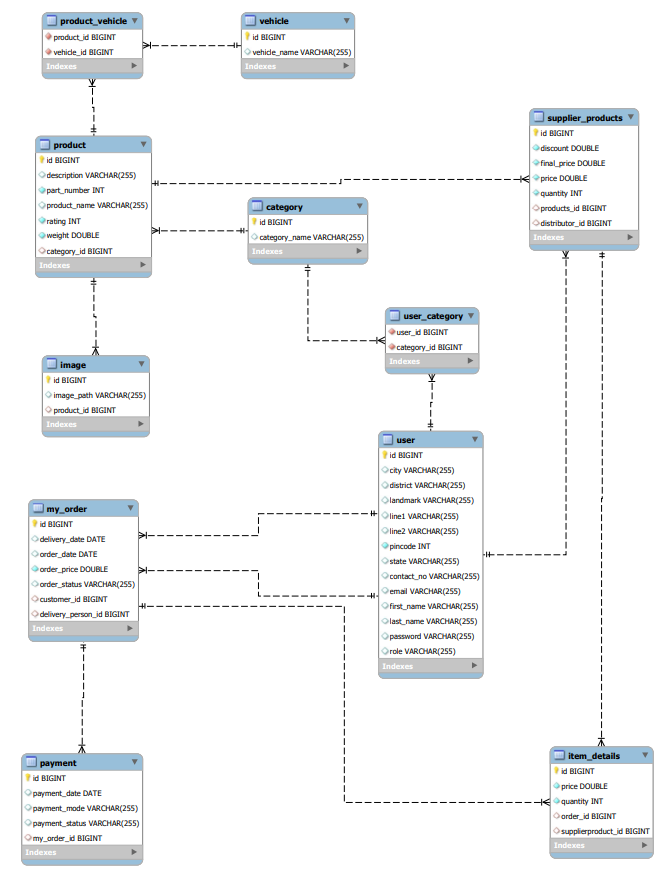 product_vehicle
product_id BIGINT
vehicle_id BIGINT
Indexes
vehicle
id BIGINT
vehicle_name VARCHAR(255)
Indexes
product
id BIGINT
description VARCHAR(255)
part_number INT
product_name VARCHAR(255)
rating INT
weight DOUBLE
category_id BIGINT
Indexes
supplier_products
id BIGINT
discount DOUBLE
final_price DOUBLE
price DOUBLE
quantity INT
products_id BIGINT
distributor_id BIGINT
Indexes
category
id BIGINT
category_name VARCHAR(255)
Indexes
user_category
user_id BIGINT
category_id BIGINT
Indexes
image
id BIGINT
image_path VARCHAR(255)
product_id BIGINT
Indexes
user
id BIGINT
city VARCHAR(255)
district VARCHAR(255)
landmark VARCHAR(255)
line1 VARCHAR(255)
line2 VARCHAR(255)
pincode INT
state VARCHAR(255)
contact_no VARCHAR(255)
email VARCHAR(255)
first_name VARCHAR(255)
last_name VARCHAR(255)
password VARCHAR(255)
role VARCHAR(255)
Indexes
my_order
id BIGINT
delivery_date DATE
order_date DATE
order_price DOUBLE
order_status VARCHAR(255)
customer_id BIGINT
delivery_person_id BIGINT
Indexes
payment
id BIGINT
payment_date DATE
payment_mode VARCHAR(255)
payment_status VARCHAR(255)
my_order_id BIGINT
Indexes
item_details
id BIGINT
price DOUBLE
quantity INT
order_id BIGINT
supplierproduct_id BIGINT
Indexes